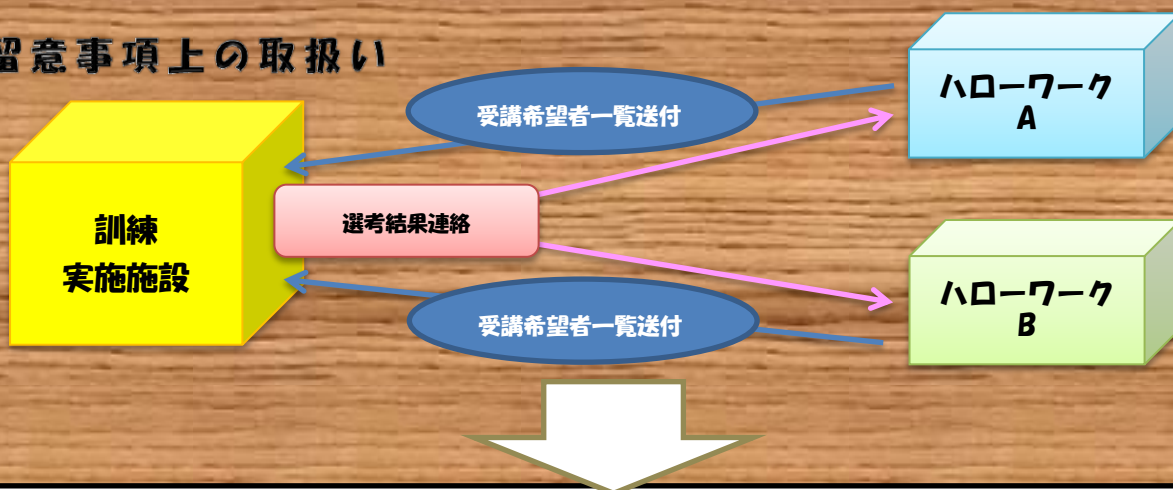 留意事項上の取扱い
受講希望者一覧送付
ハローワーク
A
訓練
実施施設
選考結果連絡
受講希望者一覧送付
ハローワーク
B